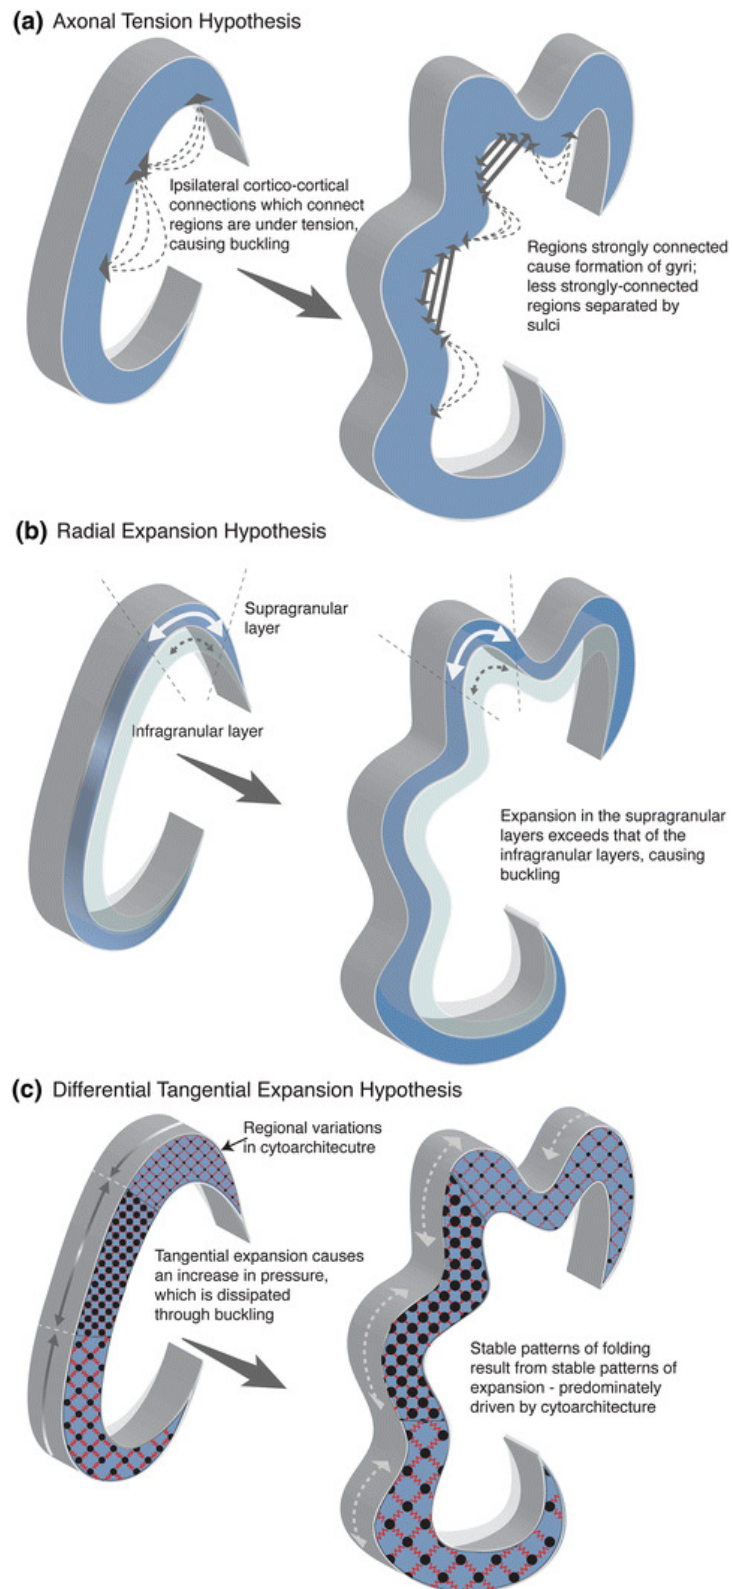 (a) Axonal Tension Hypothesis
Ipsilateral cortico-cortical
connections which connect
regions are under tension,
causing buckling
Regions strongly connected
cause formation of gyri;
less strongly-connected
regions separated by
sulci
(b) Radial Expansion Hypothesis
Supragranular
layer
Infragranular layer
Expansion in the supragranular
layers exceeds that of the
infragranular layers, causing
buckling
(c) Differential Tangential Expansion Hypothesis
Regional variations
in cytoarchitecutre
Tangential expansion causes
an increase in pressure,
which is dissipated
through buckling
Stable patterns of folding
result from stable patterns of
expansion - predominately
driven by cytoarchitecture